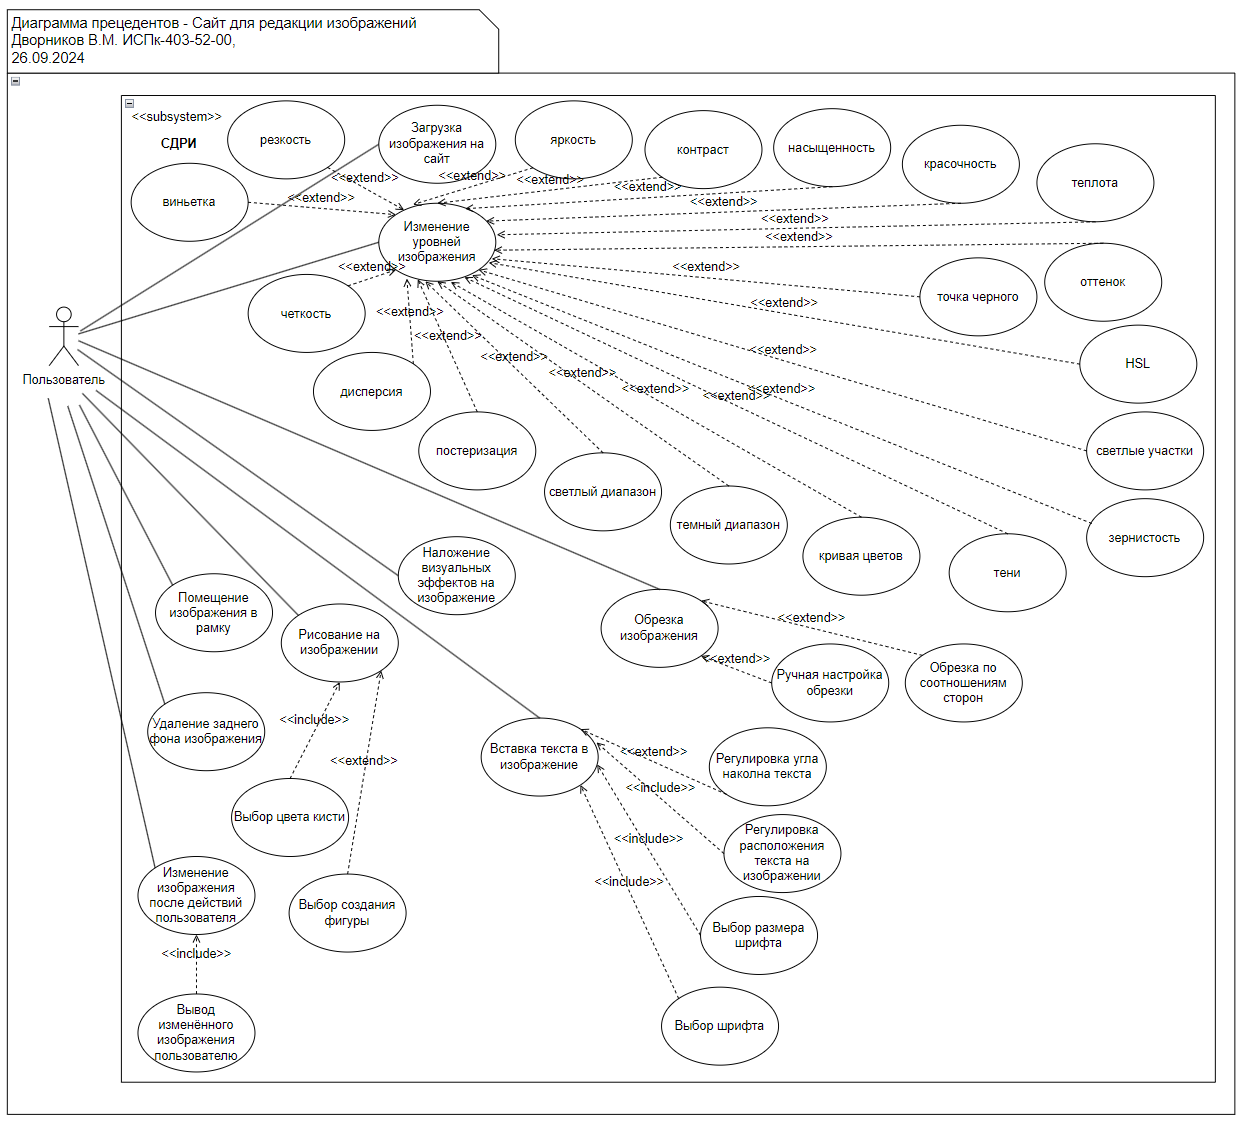 Диаграмма прецедентов - Сайт для редакции изображений
Дворников В.М. ИСПк-403-52-00,
26.09.2024
<<subsystem>>
СДРИ
резкость
Загрузка
изображения на
сайт
яркость
контраст
насыщенность
красочность
теплота
виньетка
<<extend>>
<<extend>>
<<extend>>
<<extend>>
<<extend>>
<<extend>>
<<extend>>
<<extend>>
Изменение
уровней
изображения
<<extend>>
<<extend>>
точка черного
оттенок
четкость
<<extend>>
<<extend>>
<<extend>>
<<extend>>
<<extend>>
HSL
Пользователь
дисперсия
<<extend>>
<<extend>>
<<extend>>
<<extend>>
<<extend>>
постеризация
светлый диапазон
темный диапазон
кривая цветов
тени
светлые участки
зернистость
Наложение
визуальных
эффектов на
изображение
Помещение
изображения в
рамку
Рисование на
изображении
Обрезка
изображения
<<extend>>
<<extend>>
Ручная настройка
обрезки
Обрезка по
соотношениям
сторон
Удаление заднего
фона изображения
<<include>>
<<extend>>
Вставка текста в
изображение
<<extend>>
Регулировка угла
наколна текста
<<include>>
Выбор цвета кисти
<<include>>
Регулировка
расположения
текста на
изображении
Изменение
изображения
после действий
пользователя
<<include>>
Выбор создания
фигуры
Выбор размера
шрифта
<<include>>
Вывод
изменённого
изображения
пользователю
Выбор шрифта